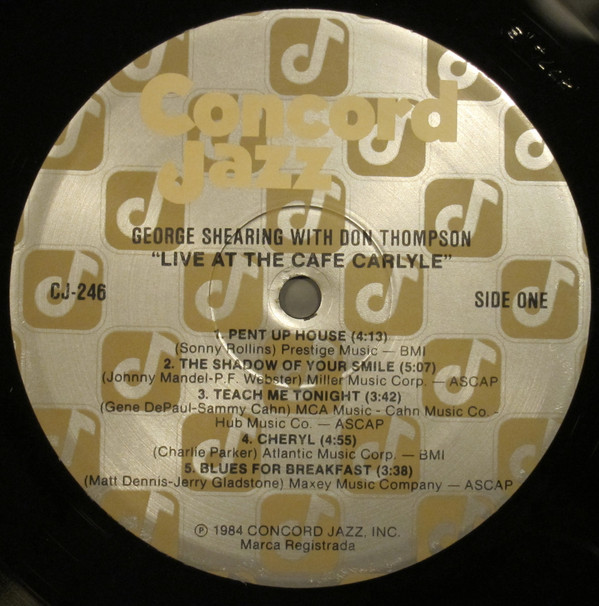 Concord
Jazz
GEORGE SHEARING WITH DON THOMPSON
"LIVE AT THE CAFE CARLYLE"
CJ-246
SIDE ONE
1. PENT UP HOUSE (4:13)
(Sonny Rollins) Prestige Music — BMI
2. THE SHADOW OF YOUR SMILE (5:07)
(Johnny Mandel-P.F. Webster) Miller Music Corp. — ASCAP
3. TEACH ME TONIGHT (3:42)
(Gene DePaul-Sammy Cahn) MCA Music - Cahn Music Co. -
Hub Music Co. — ASCAP
4. CHERYL (4:55)
(Charlie Parker) Atlantic Music Corp. — BMI
5. BLUES FOR BREAKFAST (3:38)
(Matt Dennis-Jerry Gladstone) Maxey Music Company — ASCAP
℗ 1984 CONCORD JAZZ, INC.
Marca Registrada